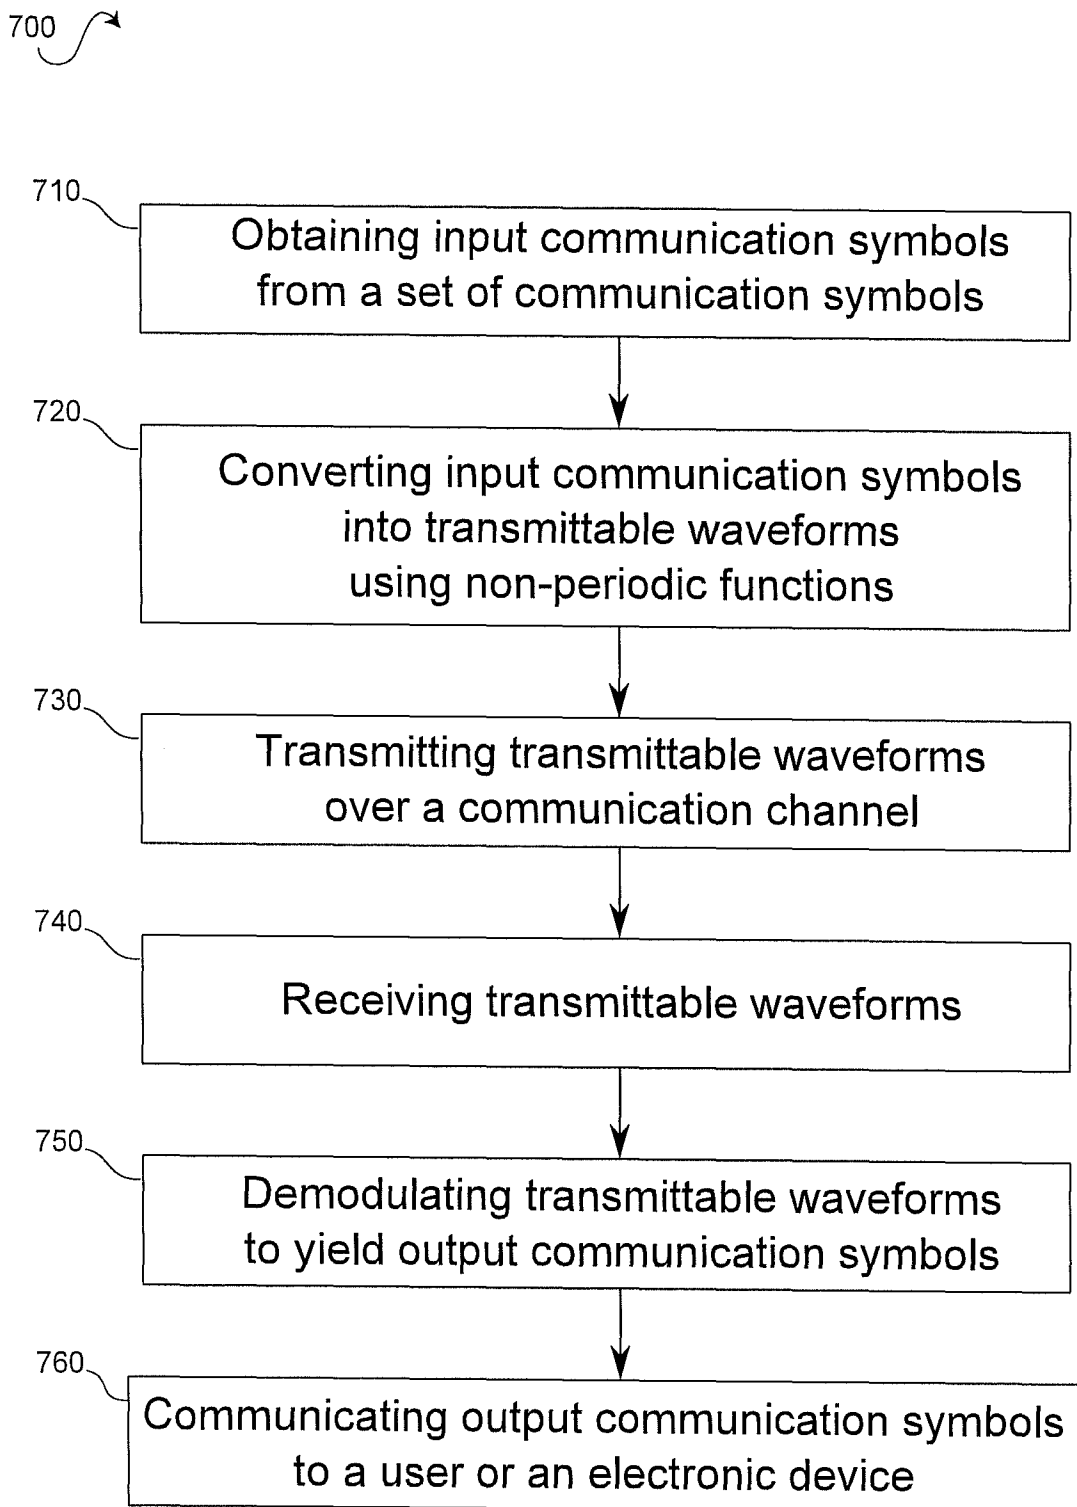 700
710
Obtaining input communication symbols
from a set of communication symbols
720
Converting input communication symbols
into transmittable waveforms
using non-periodic functions
730
Transmitting transmittable waveforms
over a communication channel
740
Receiving transmittable waveforms
750
Demodulating transmittable waveforms
to yield output communication symbols
760
Communicating output communication symbols
to a user or an electronic device